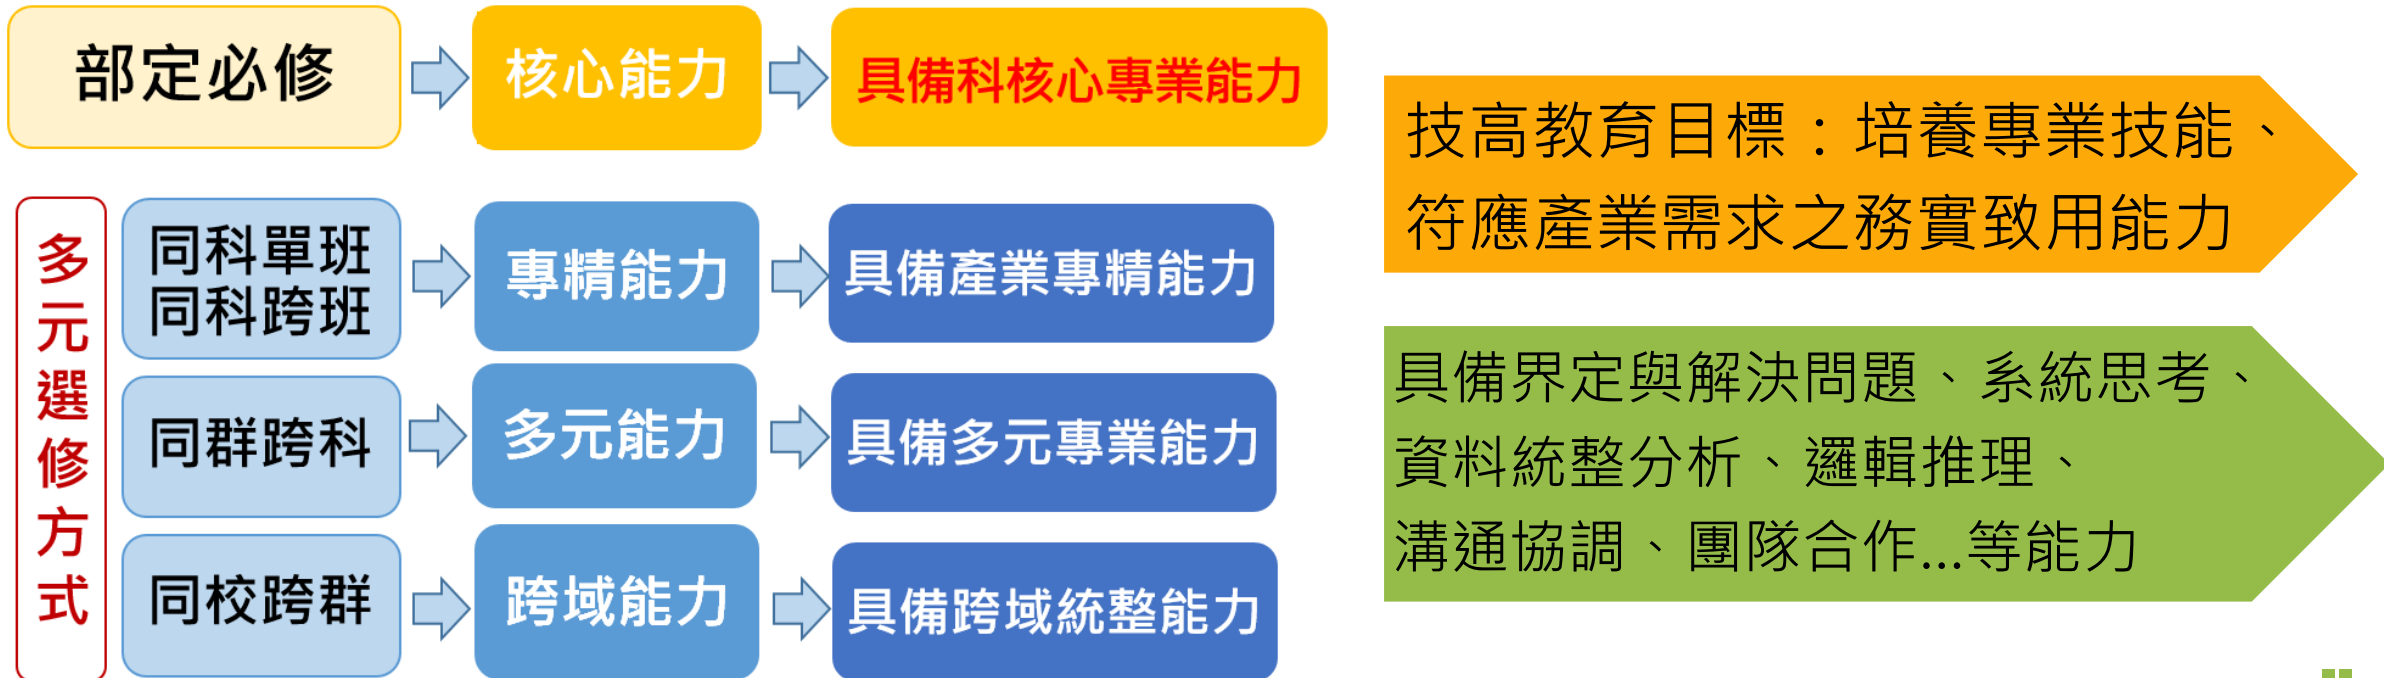 部定必修
核心能力
具備科核心專業能力
多元選修方式
同科單班
同科跨班
專精能力
具備產業專精能力
同群跨科
多元能力
具備多元專業能力
同校跨群
跨域能力
具備跨域統整能力
技高教育目標：培養專業技能、
符應產業需求之務實致用能力
具備界定與解決問題、系統思考、
資料統整分析、邏輯推理、
溝通協調、團隊合作…等能力